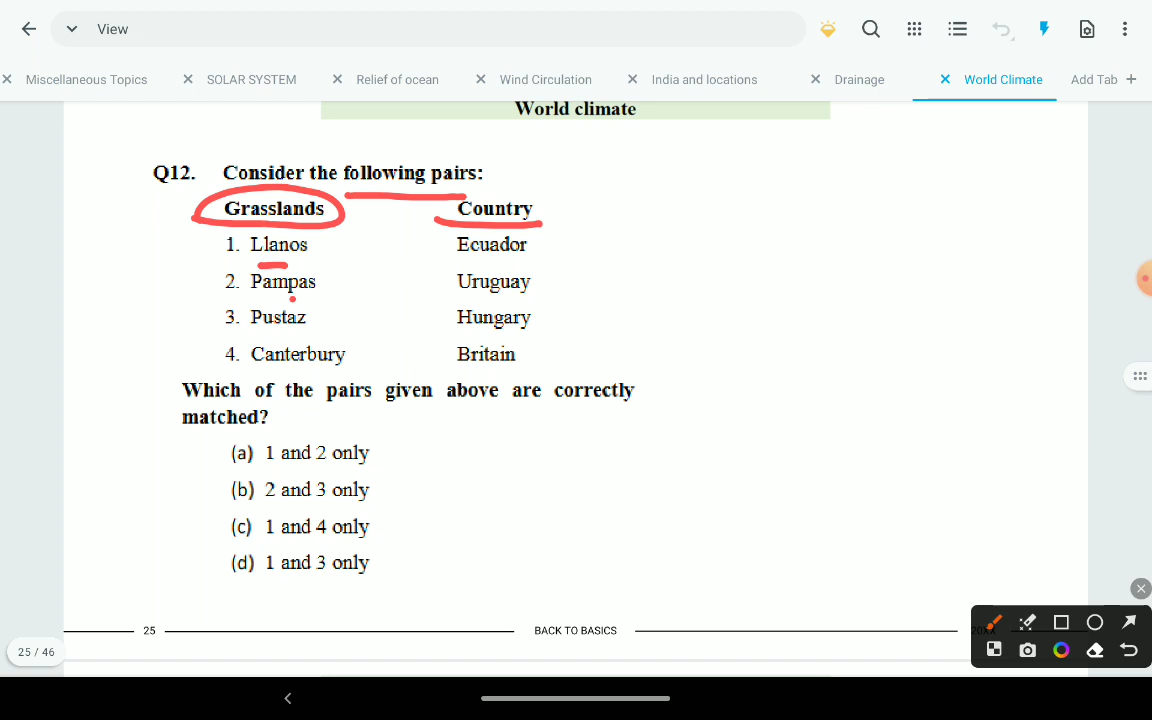 View
Miscellaneous Topics
SOLAR SYSTEM
Relief of ocean
Wind Circulation
India and locations
Drainage
World Climate
Add Tab +
World climate
Q12. Consider the following pairs:
Grasslands Country
1. Llanos Ecuador
2. Pampas Uruguay
3. Pustaz Hungary
4. Canterbury Britain
Which of the pairs given above are correctly
matched?
(a) 1 and 2 only
(b) 2 and 3 only
(c) 1 and 4 only
(d) 1 and 3 only
25 BACK TO BASICS 20XX
25 / 46